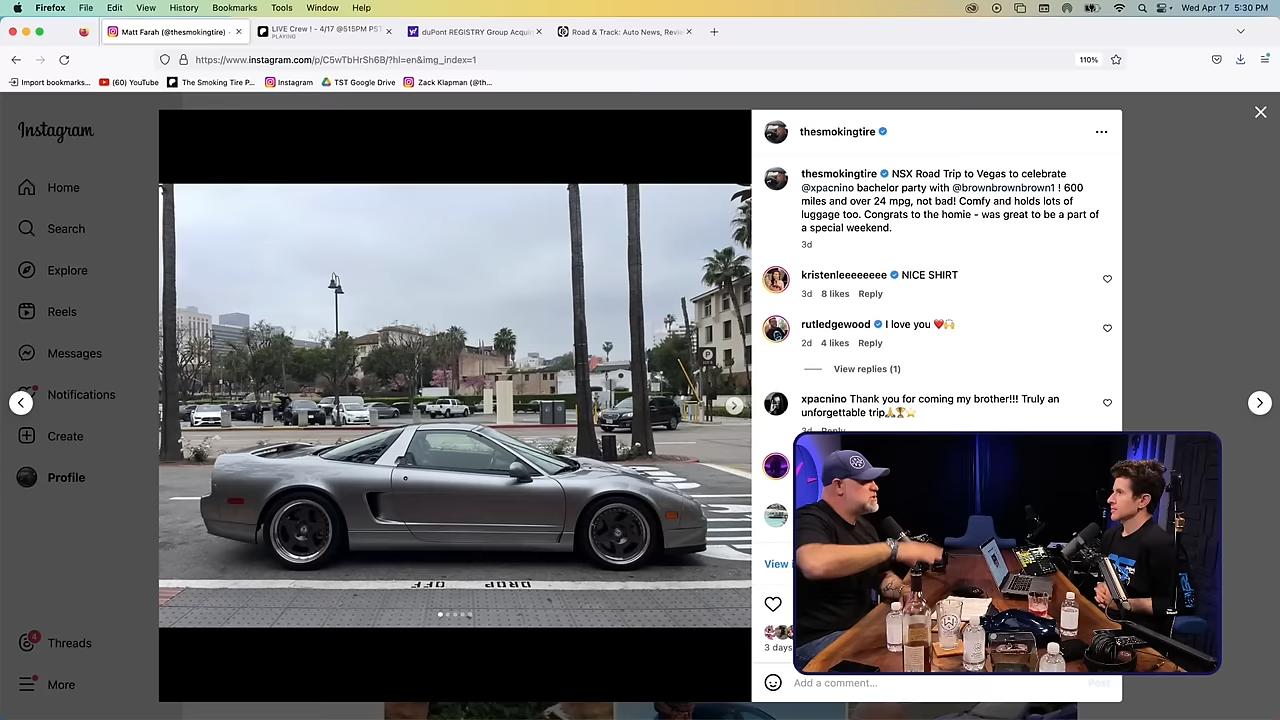 Firefox File Edit View History Bookmarks Tools Window Help
Wed Apr 17 5:30 PM
Matt Farah (@thesmokingtire) -
LIVE Crew ! - 4/17 @515PM PST
PLAYING
duPont REGISTRY Group Acqui
Road & Track: Auto News, Revie
https://www.instagram.com/p/C5wTbHrSh6B/?hl=en&img_index=1
110%
Import bookmarks...
(60) YouTube
The Smoking Tire P...
Instagram
TST Google Drive
Zack Klapman (@th...
Instagram
Home
Search
Explore
Reels
Messages
Notifications
Create
Profile
4
Threads
More
DROP OFF
P
thesmokingtire
thesmokingtire NSX Road Trip to Vegas to celebrate
@xpacnino bachelor party with @brownbrownbrown1 ! 600
miles and over 24 mpg, not bad! Comfy and holds lots of
luggage too. Congrats to the homie - was great to be a part of
a special weekend.
3d
kristenleeeeeeee NICE SHIRT
3d 8 likes Reply
rutledgewood I love you ❤️🙌
2d 4 likes Reply
View replies (1)
xpacnino Thank you for coming my brother!!! Truly an
unforgettable trip🙏🏆⭐
3d Reply
View
3 days
Add a comment...
Post